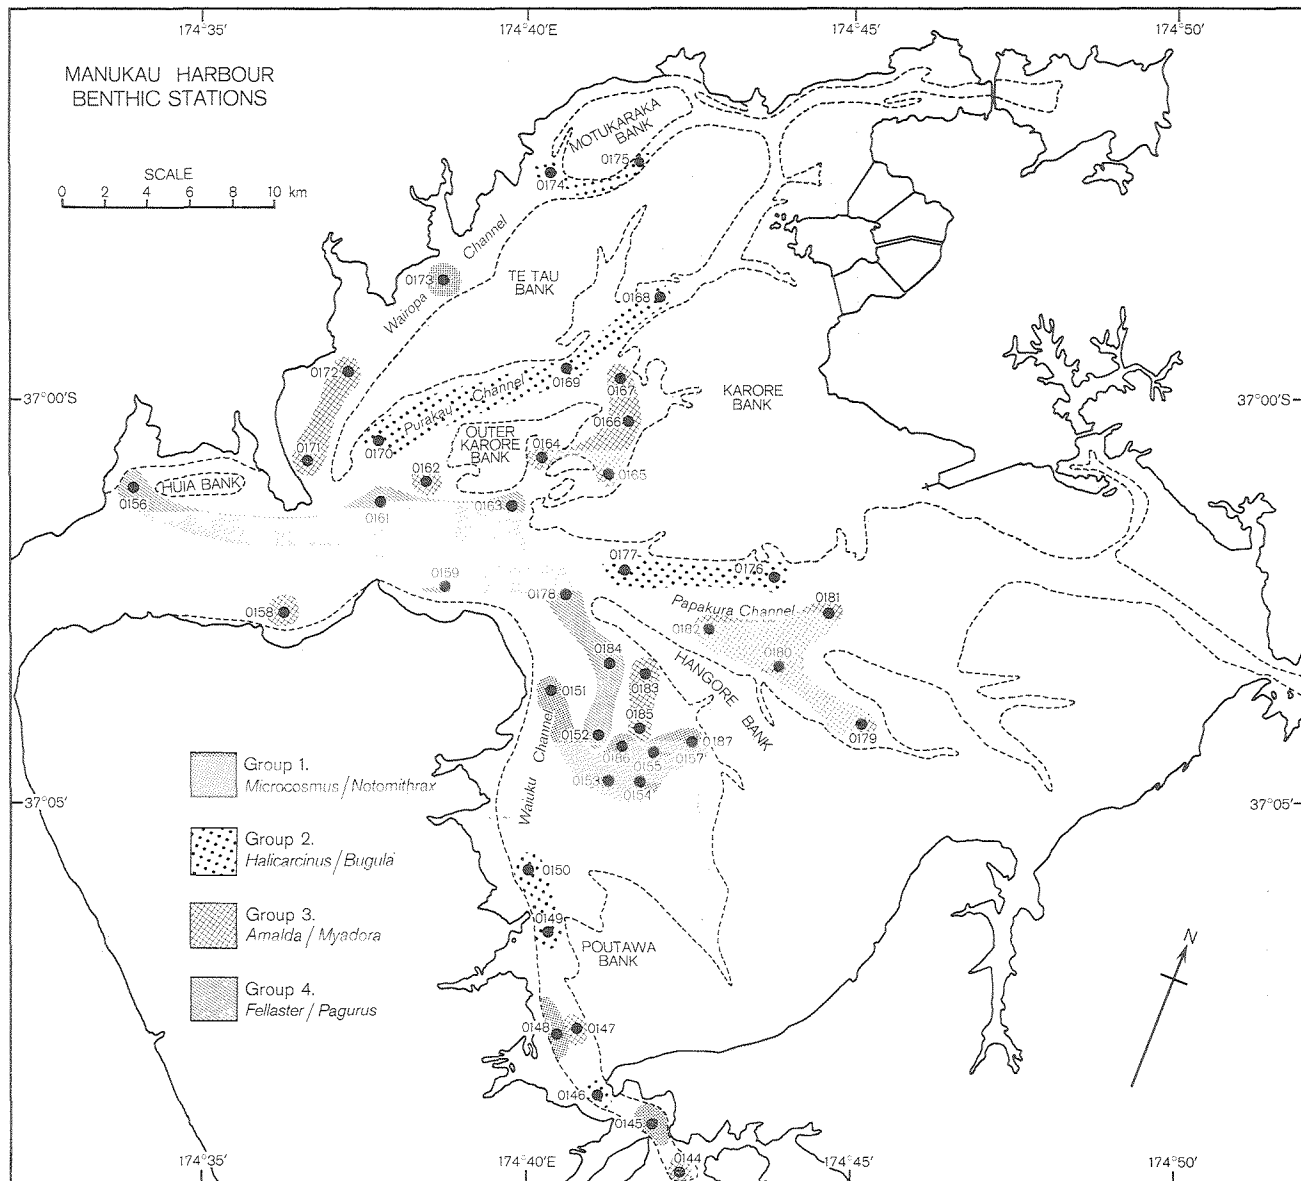 174°35′
174°40′E
174°45′
174°50′
MANUKAU HARBOUR
BENTHIC STATIONS
SCALE
0 2 4 6 8 10 km
MOTUKARAKA
BANK
0175
0174
Channel
Wairopa
0173
TE TAU
BANK
0168
0172
0169
0167
37°00′S
37°00′S
KARORE
BANK
Purakau Channel
0166
OUTER
KARORE
BANK
0164
0170
0171
0165
0162
HUIA BANK
0156
0161
0163
0177
0176
0159
0178
0158
Papakura Channel
0181
0182
0184
0180
HANGORE BANK
0183
0151
0185
0179
0152
0187
0186
0155
0157
0153
0154
Waiuku Channel
Group 1.
Microcosmus / Notomithrax
37°05′
37°05′
Group 2.
Halicarcinus / Bugula
0150
Group 3.
Amalda / Myadora
0149
POUTAWA
BANK
Group 4.
Fellaster / Pagurus
N
0148
0147
0146
0145
0144
174°35′
174°40′E
174°45′
174°50′